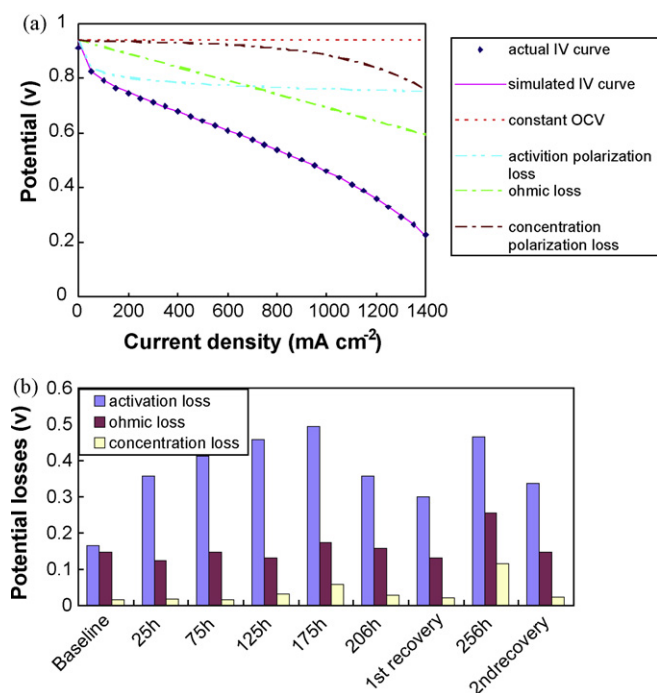 (a)
1
0.8
0.6
0.4
0.2
0
Potential (v)
0 200 400 600 800 1000 1200 1400
Current density (mA cm-2)
actual IV curve
simulated IV curve
constant OCV
activition polarization
loss
ohmic loss
concentration
polarization loss
(b)
0.6
0.5
0.4
0.3
0.2
0.1
0
Potential losses (v)
activation loss
ohmic loss
concentration loss
Baseline
25h
75h
125h
175h
206h
1st recovery
256h
2ndrecovery